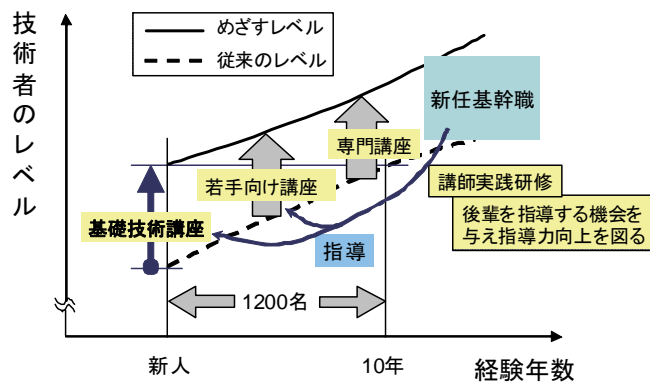 技術者のレベル
めざすレベル
従来のレベル
新任基幹職
専門講座
若手向け講座
講師実践研修
基礎技術講座
後輩を指導する機会を
与え指導力向上を図る
指導
1200名
新人
10年
経験年数